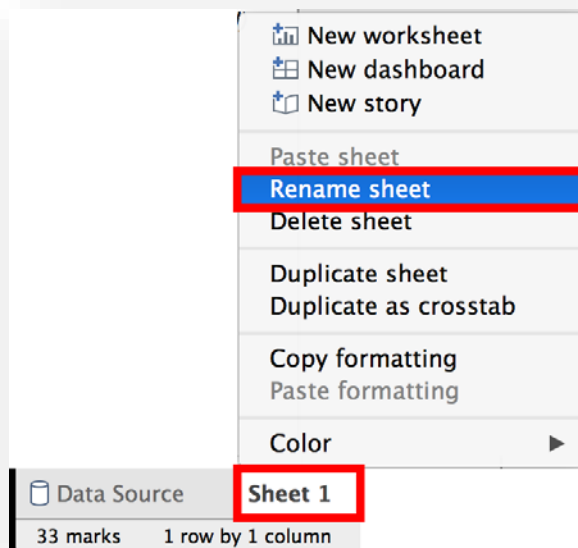 New worksheet
New dashboard
New story
Paste sheet
Rename sheet
Delete sheet
Duplicate sheet
Duplicate as crosstab
Copy formatting
Paste formatting
Color
Data Source Sheet 1
33 marks 1 row by 1 column